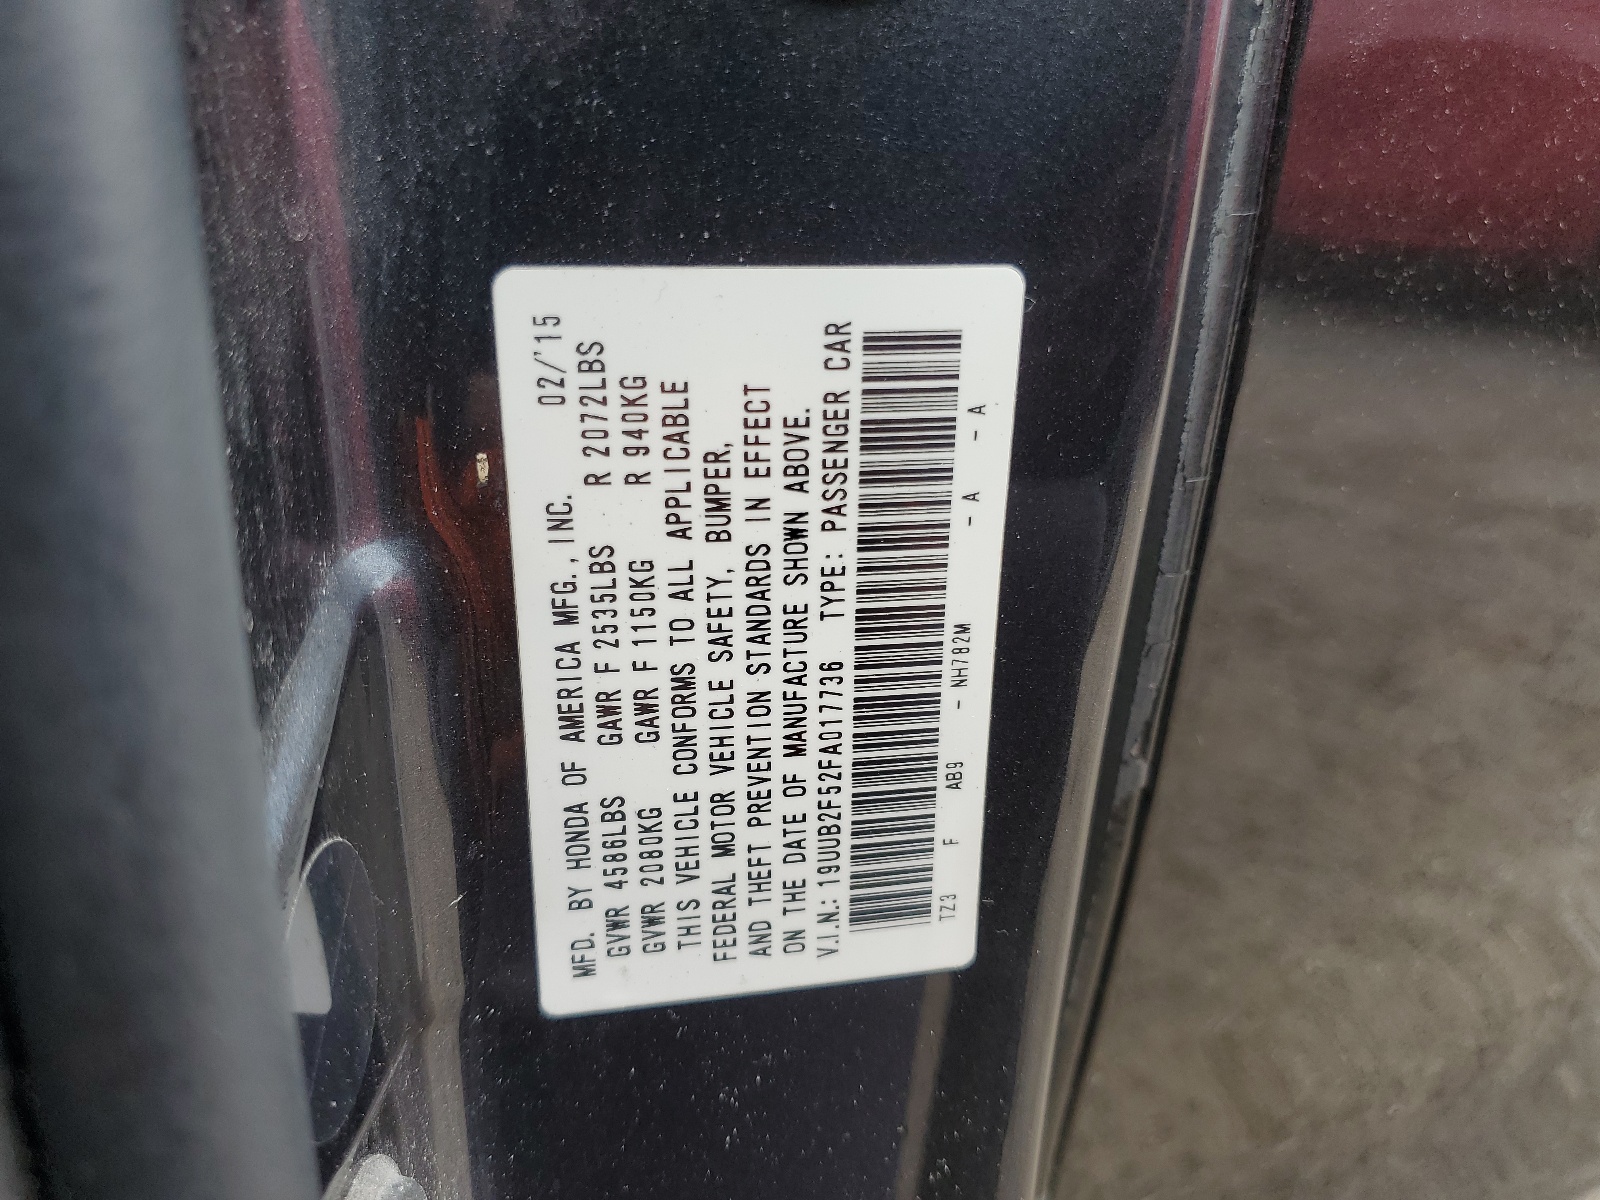 MFD. BY HONDA OF AMERICA MFG., INC. 02/'15
GVWR 4586LBS GAWR F 2535LBS R 2072LBS
GVWR 2080KG GAWR F 1150KG R 940KG
THIS VEHICLE CONFORMS TO ALL APPLICABLE
FEDERAL MOTOR VEHICLE SAFETY, BUMPER,
AND THEFT PREVENTION STANDARDS IN EFFECT
ON THE DATE OF MANUFACTURE SHOWN ABOVE.
V.I.N.: 19UUB2F52FA017736 TYPE: PASSENGER CAR
TZ3 F AB9 - NH782M - A - A